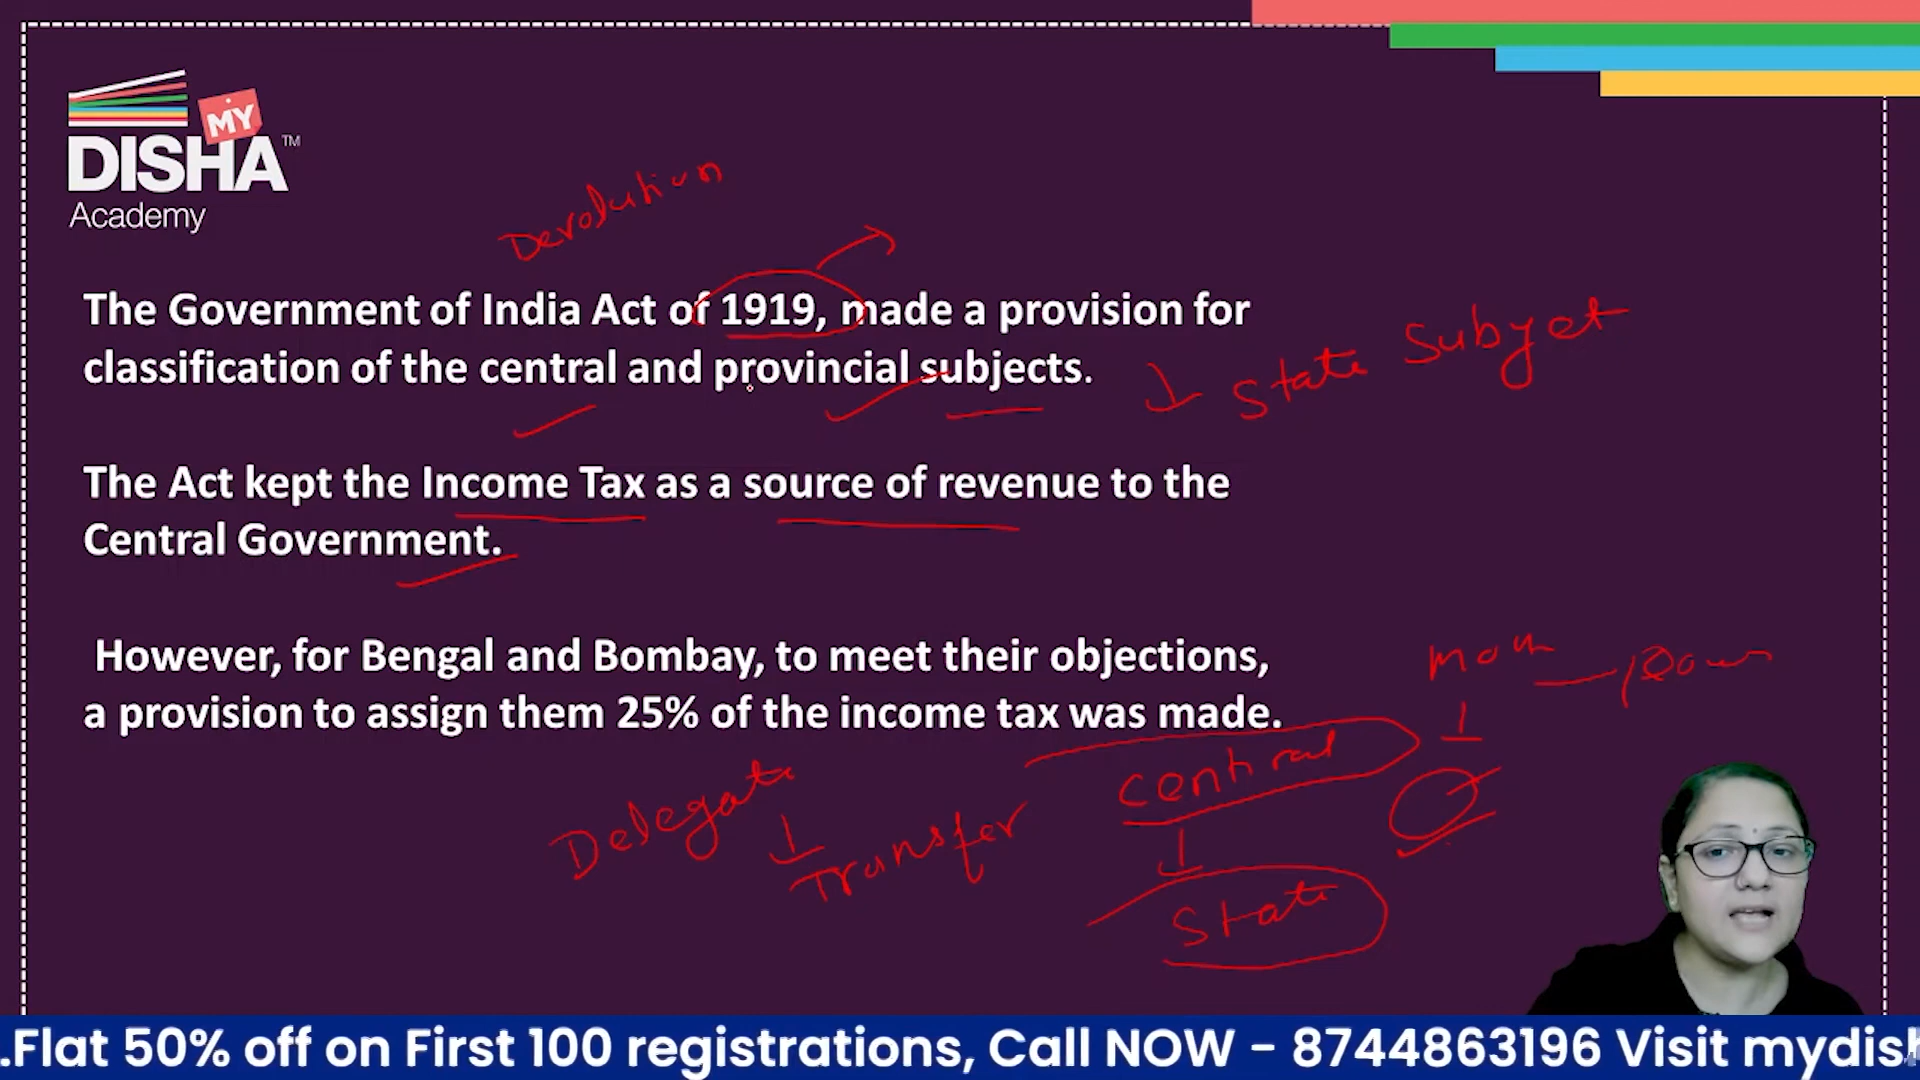 MY
DISHA™
Academy
Devolution
The Government of India Act of 1919, made a provision for
classification of the central and provincial subjects.
State Subject
The Act kept the Income Tax as a source of revenue to the
Central Government.
However, for Bengal and Bombay, to meet their objections,
a provision to assign them 25% of the income tax was made.
Delegate
Transfer
Central
State
.Flat 50% off on First 100 registrations, Call NOW - 8744863196 Visit mydis